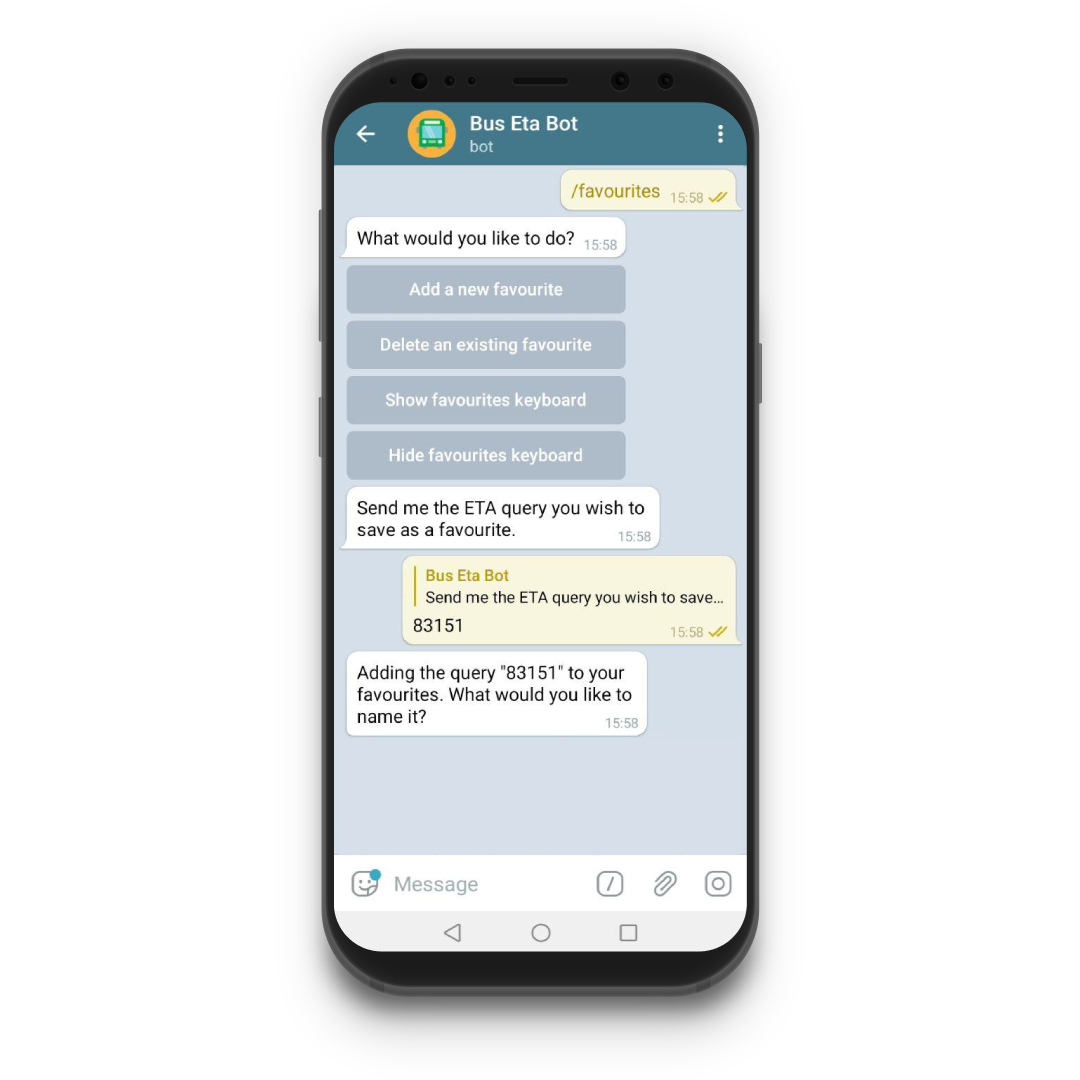 Bus Eta Bot
bot
/favourites 15:58
What would you like to do? 15:58
Add a new favourite
Delete an existing favourite
Show favourites keyboard
Hide favourites keyboard
Send me the ETA query you wish to
save as a favourite. 15:58
Bus Eta Bot
Send me the ETA query you wish to save...
83151 15:58
Adding the query "83151" to your
favourites. What would you like to
name it? 15:58
Message